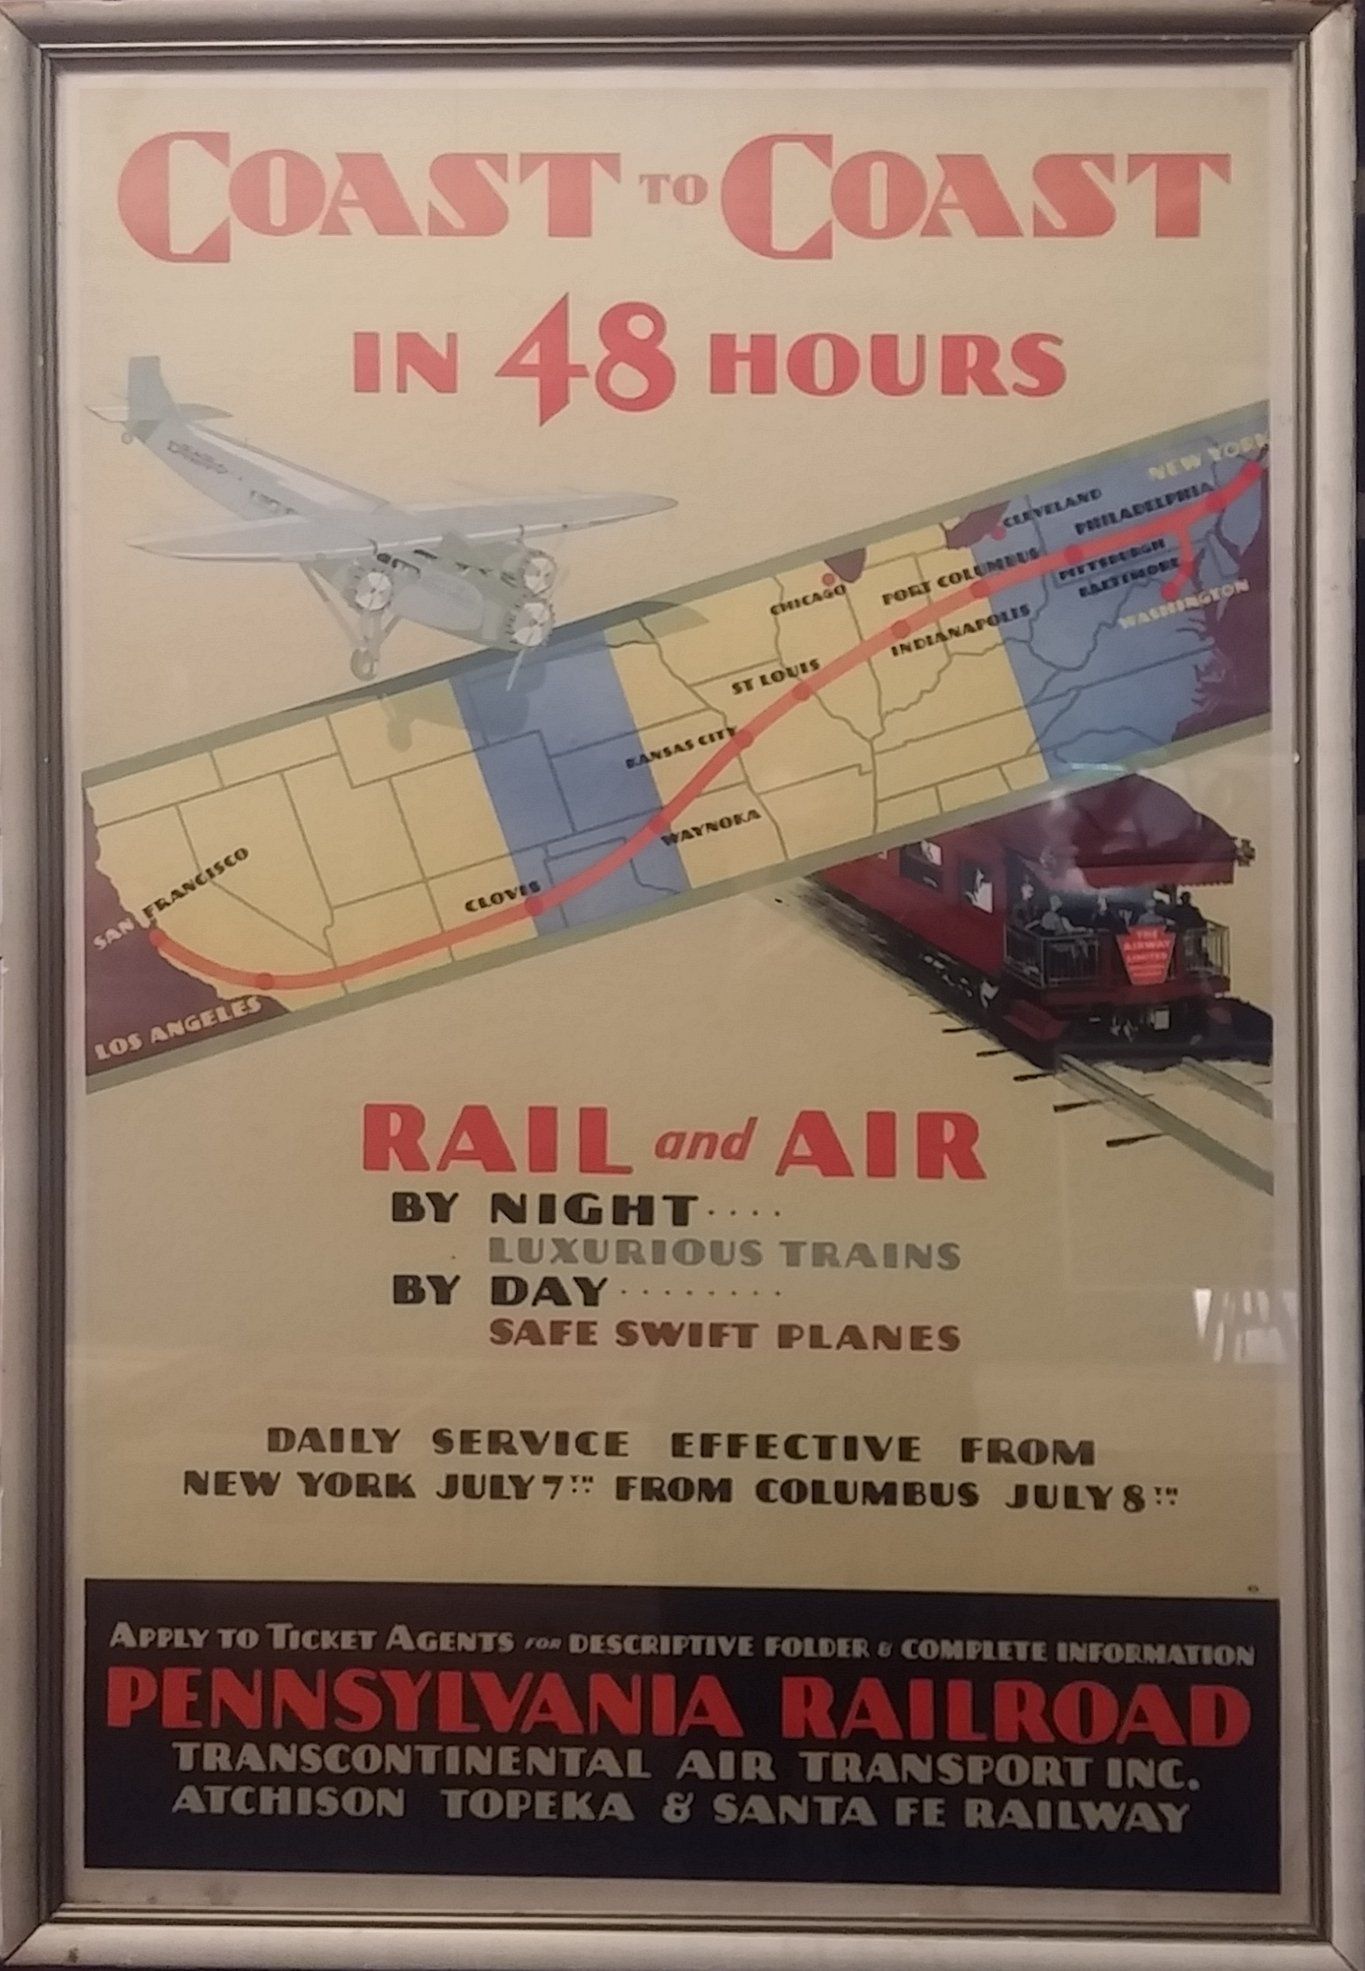 COAST TO COAST
IN 48 HOURS
NEW YORK
CLEVELAND
PHILADELPHIA
PITTSBURGH
BALTIMORE
WASHINGTON
CHICAGO
PORT COLUMBUS
INDIANAPOLIS
ST LOUIS
KANSAS CITY
WAYNOKA
CLOVIS
SAN FRANCISCO
LOS ANGELES
THE
AIRWAY
LIMITED
RAIL and AIR
BY NIGHT....
LUXURIOUS TRAINS
BY DAY........
SAFE SWIFT PLANES
DAILY SERVICE EFFECTIVE FROM
NEW YORK JULY 7TH FROM COLUMBUS JULY 8TH
APPLY TO TICKET AGENTS FOR DESCRIPTIVE FOLDER & COMPLETE INFORMATION
PENNSYLVANIA RAILROAD
TRANSCONTINENTAL AIR TRANSPORT INC.
ATCHISON TOPEKA & SANTA FE RAILWAY